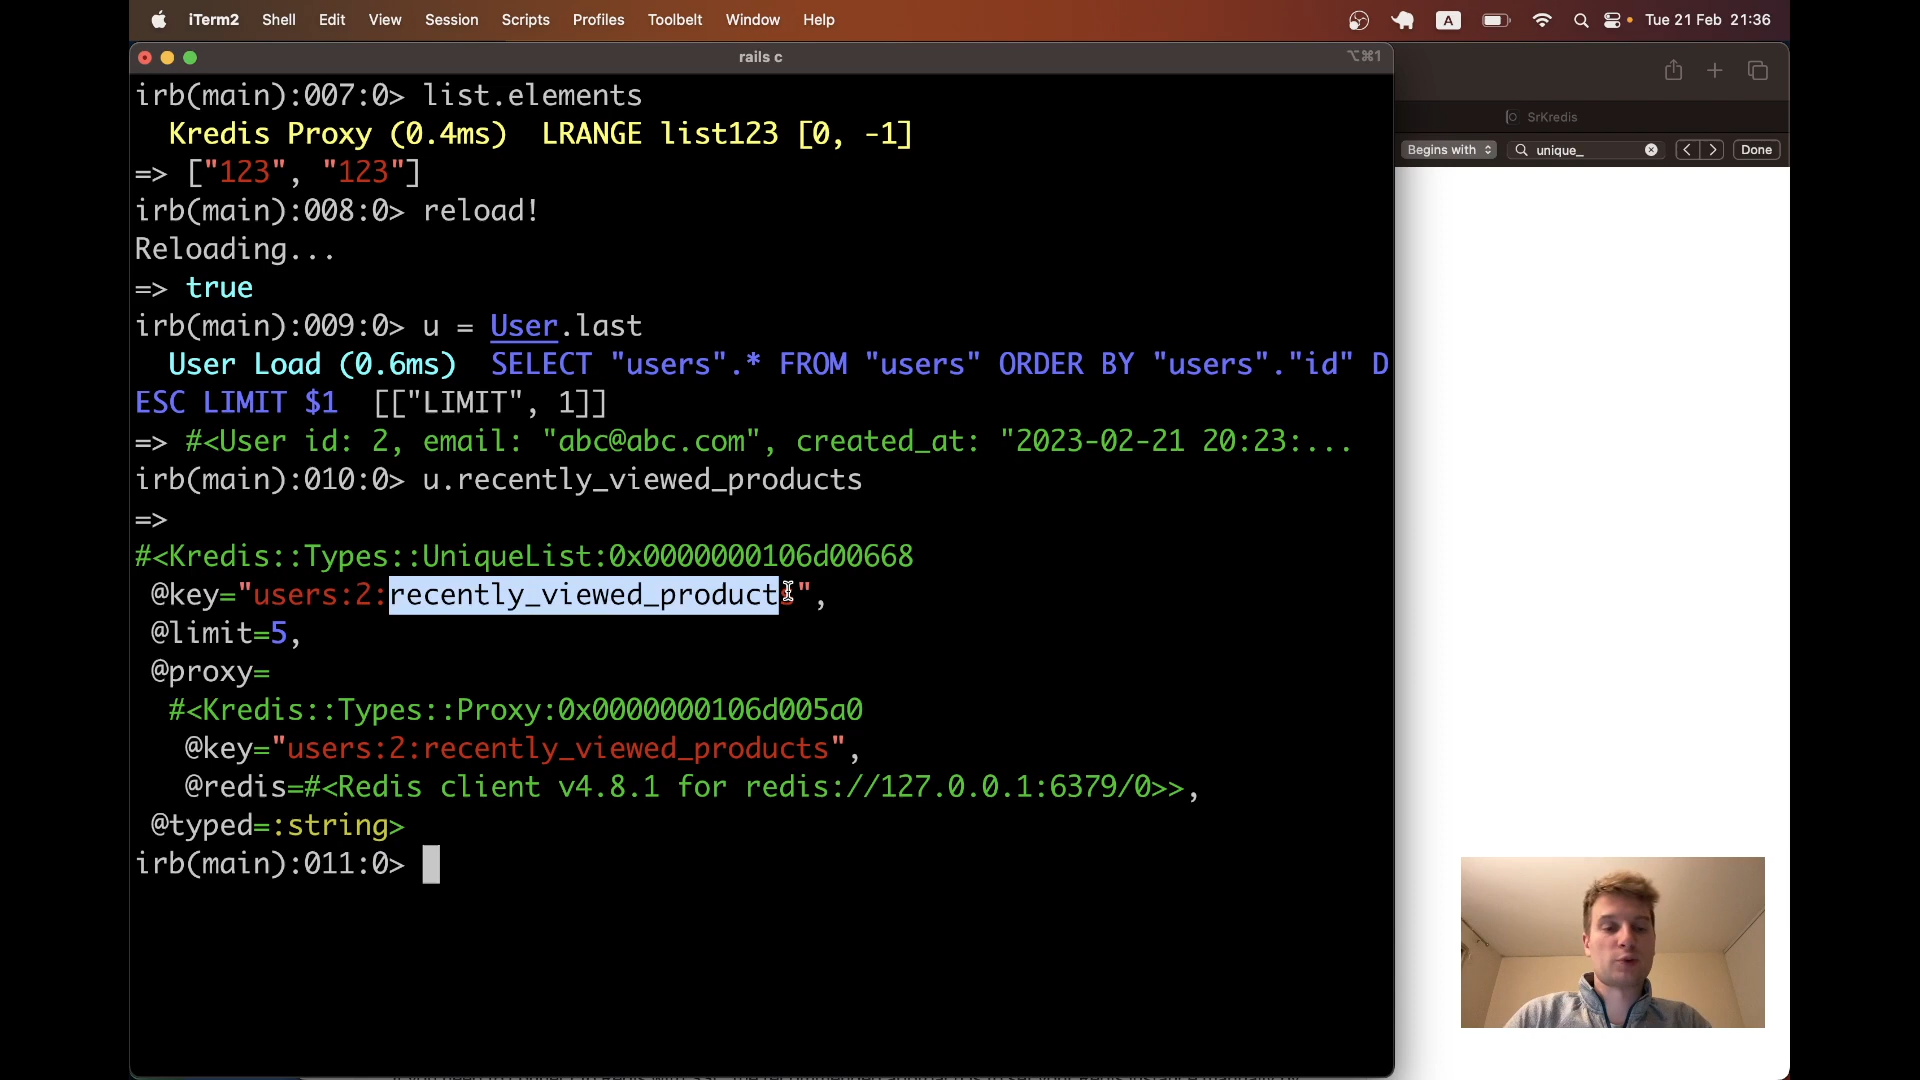 iTerm2 Shell Edit View Session Scripts Profiles Toolbelt Window Help A Tue 21 Feb 21:36
rails c ⌥⌘1
irb(main):007:0> list.elements
Kredis Proxy (0.4ms) LRANGE list123 [0, -1]
=> ["123", "123"]
irb(main):008:0> reload!
Reloading...
=> true
irb(main):009:0> u = User.last
User Load (0.6ms) SELECT "users".* FROM "users" ORDER BY "users"."id" D
ESC LIMIT $1 [["LIMIT", 1]]
=> #<User id: 2, email: "abc@abc.com", created_at: "2023-02-21 20:23:...
irb(main):010:0> u.recently_viewed_products
=>
#<Kredis::Types::UniqueList:0x0000000106d00668
@key="users:2:recently_viewed_products",
@limit=5,
@proxy=
#<Kredis::Types::Proxy:0x0000000106d005a0
@key="users:2:recently_viewed_products",
@redis=#<Redis client v4.8.1 for redis://127.0.0.1:6379/0>>,
@typed=:string>
irb(main):011:0>
SrKredis
Begins with unique_ Done